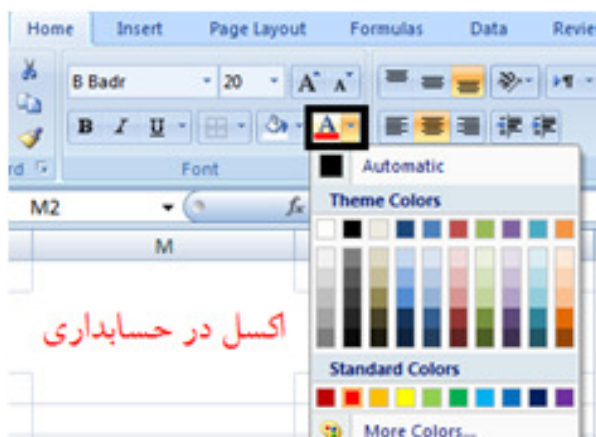 Home Insert Page Layout Formulas Data
B Badr 20 A A
B I U A
Font
Automatic
M2 fx Theme Colors
M
اکسل در حسابداری
Standard Colors
More Colors...